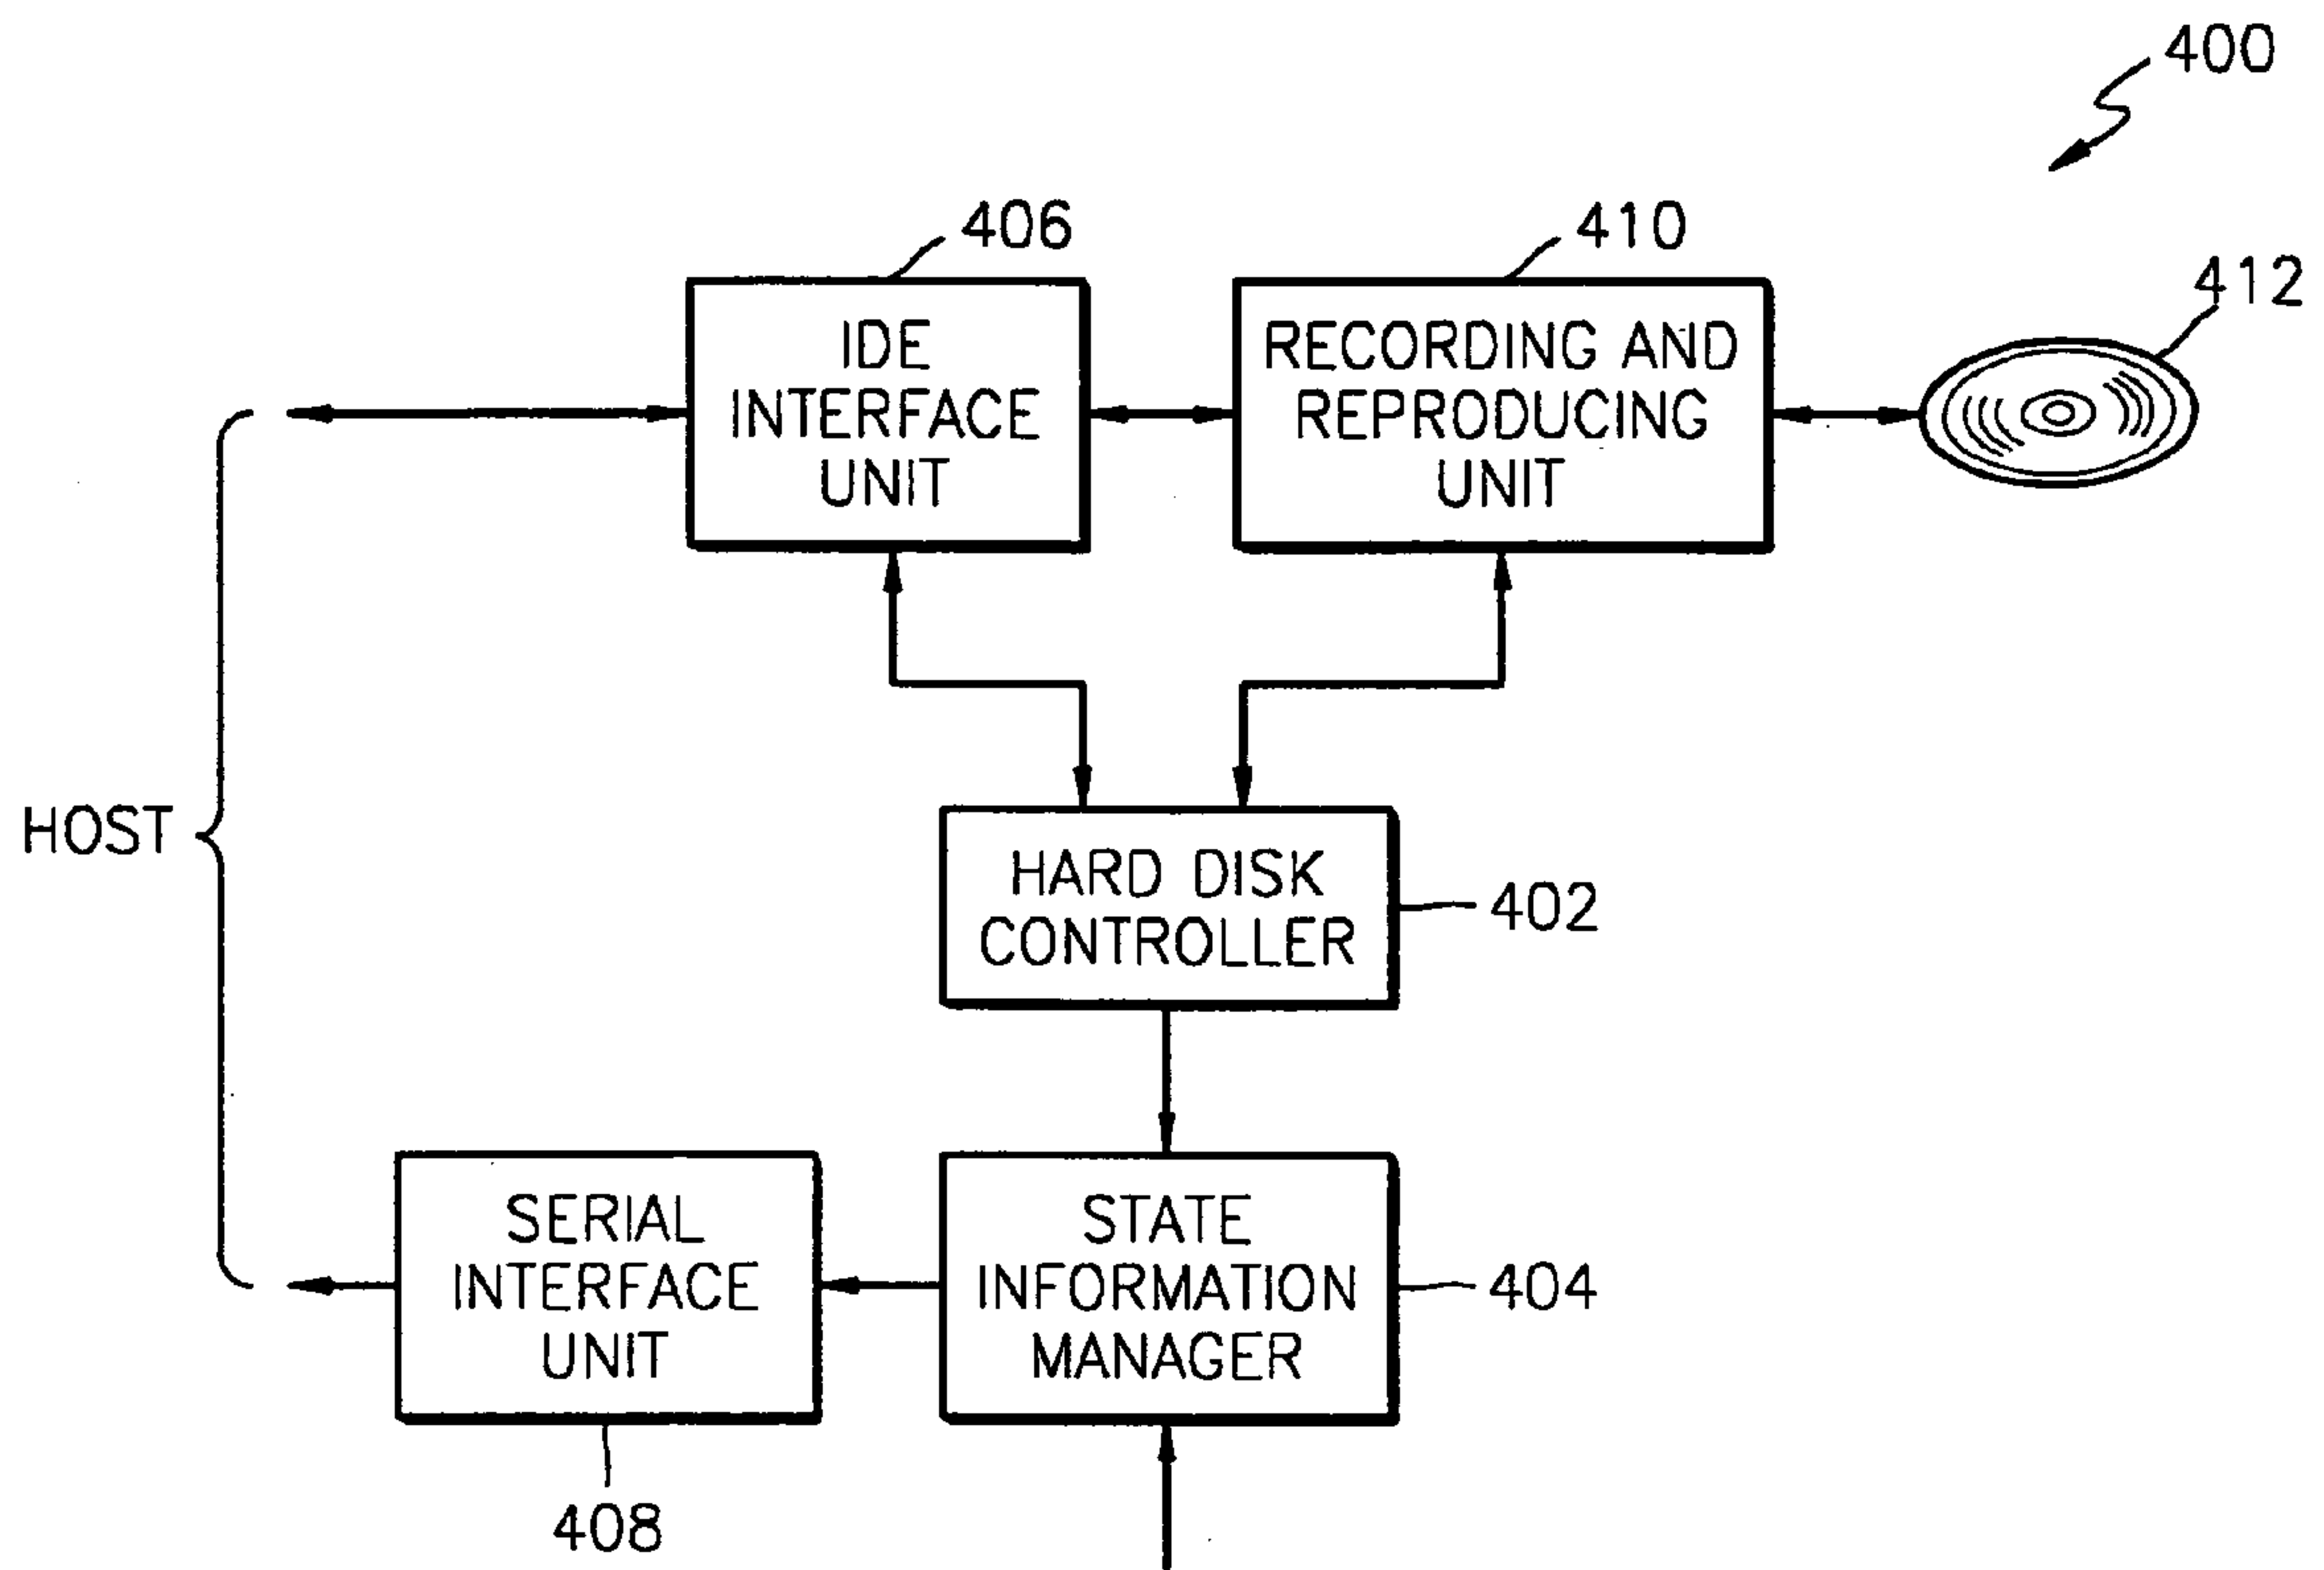 400
406
410
412
IDE
INTERFACE
UNIT
RECORDING AND
REPRODUCING
UNIT
HOST
HARD DISK
CONTROLLER
402
SERIAL
INTERFACE
UNIT
STATE
INFORMATION
MANAGER
404
408